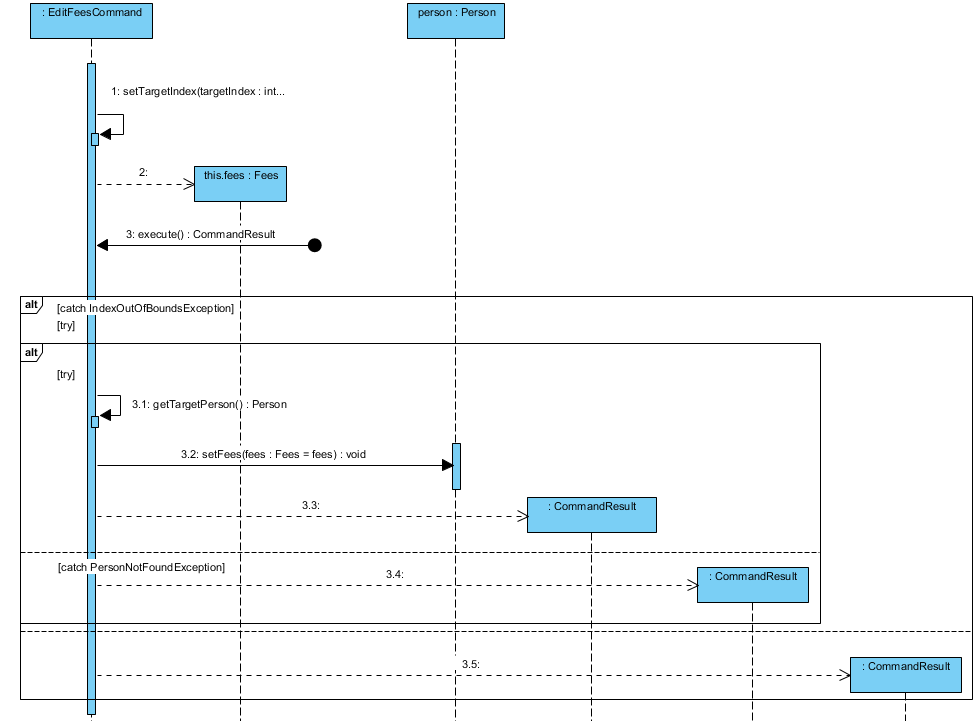 : EditFeesCommand
person : Person
1: setTargetIndex(targetIndex : int...
2:
this.fees : Fees
3: execute() : CommandResult
alt
[catch IndexOutOfBoundsException]
[try]
alt
[try]
3.1: getTargetPerson() : Person
3.2: setFees(fees : Fees = fees) : void
3.3:
: CommandResult
[catch PersonNotFoundException]
3.4:
: CommandResult
3.5:
: CommandResult